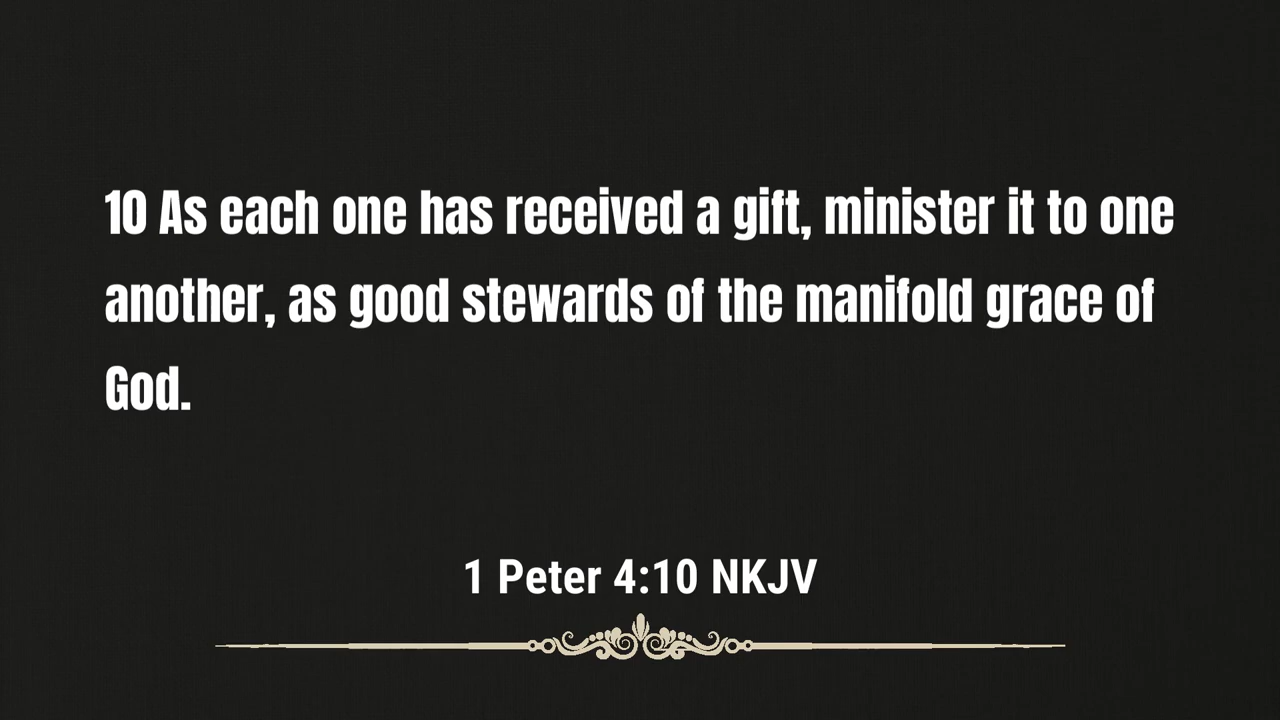 10 As each one has received a gift, minister it to one
another, as good stewards of the manifold grace of
God.
1 Peter 4:10 NKJV